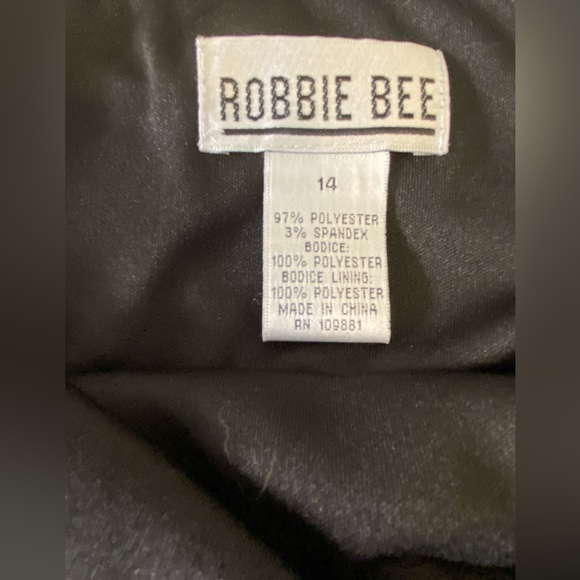 ROBBIE BEE
14
97% POLYESTER
3% SPANDEX
BODICE:
100% POLYESTER
BODICE LINING:
100% POLYESTER
MADE IN CHINA
RN 109881